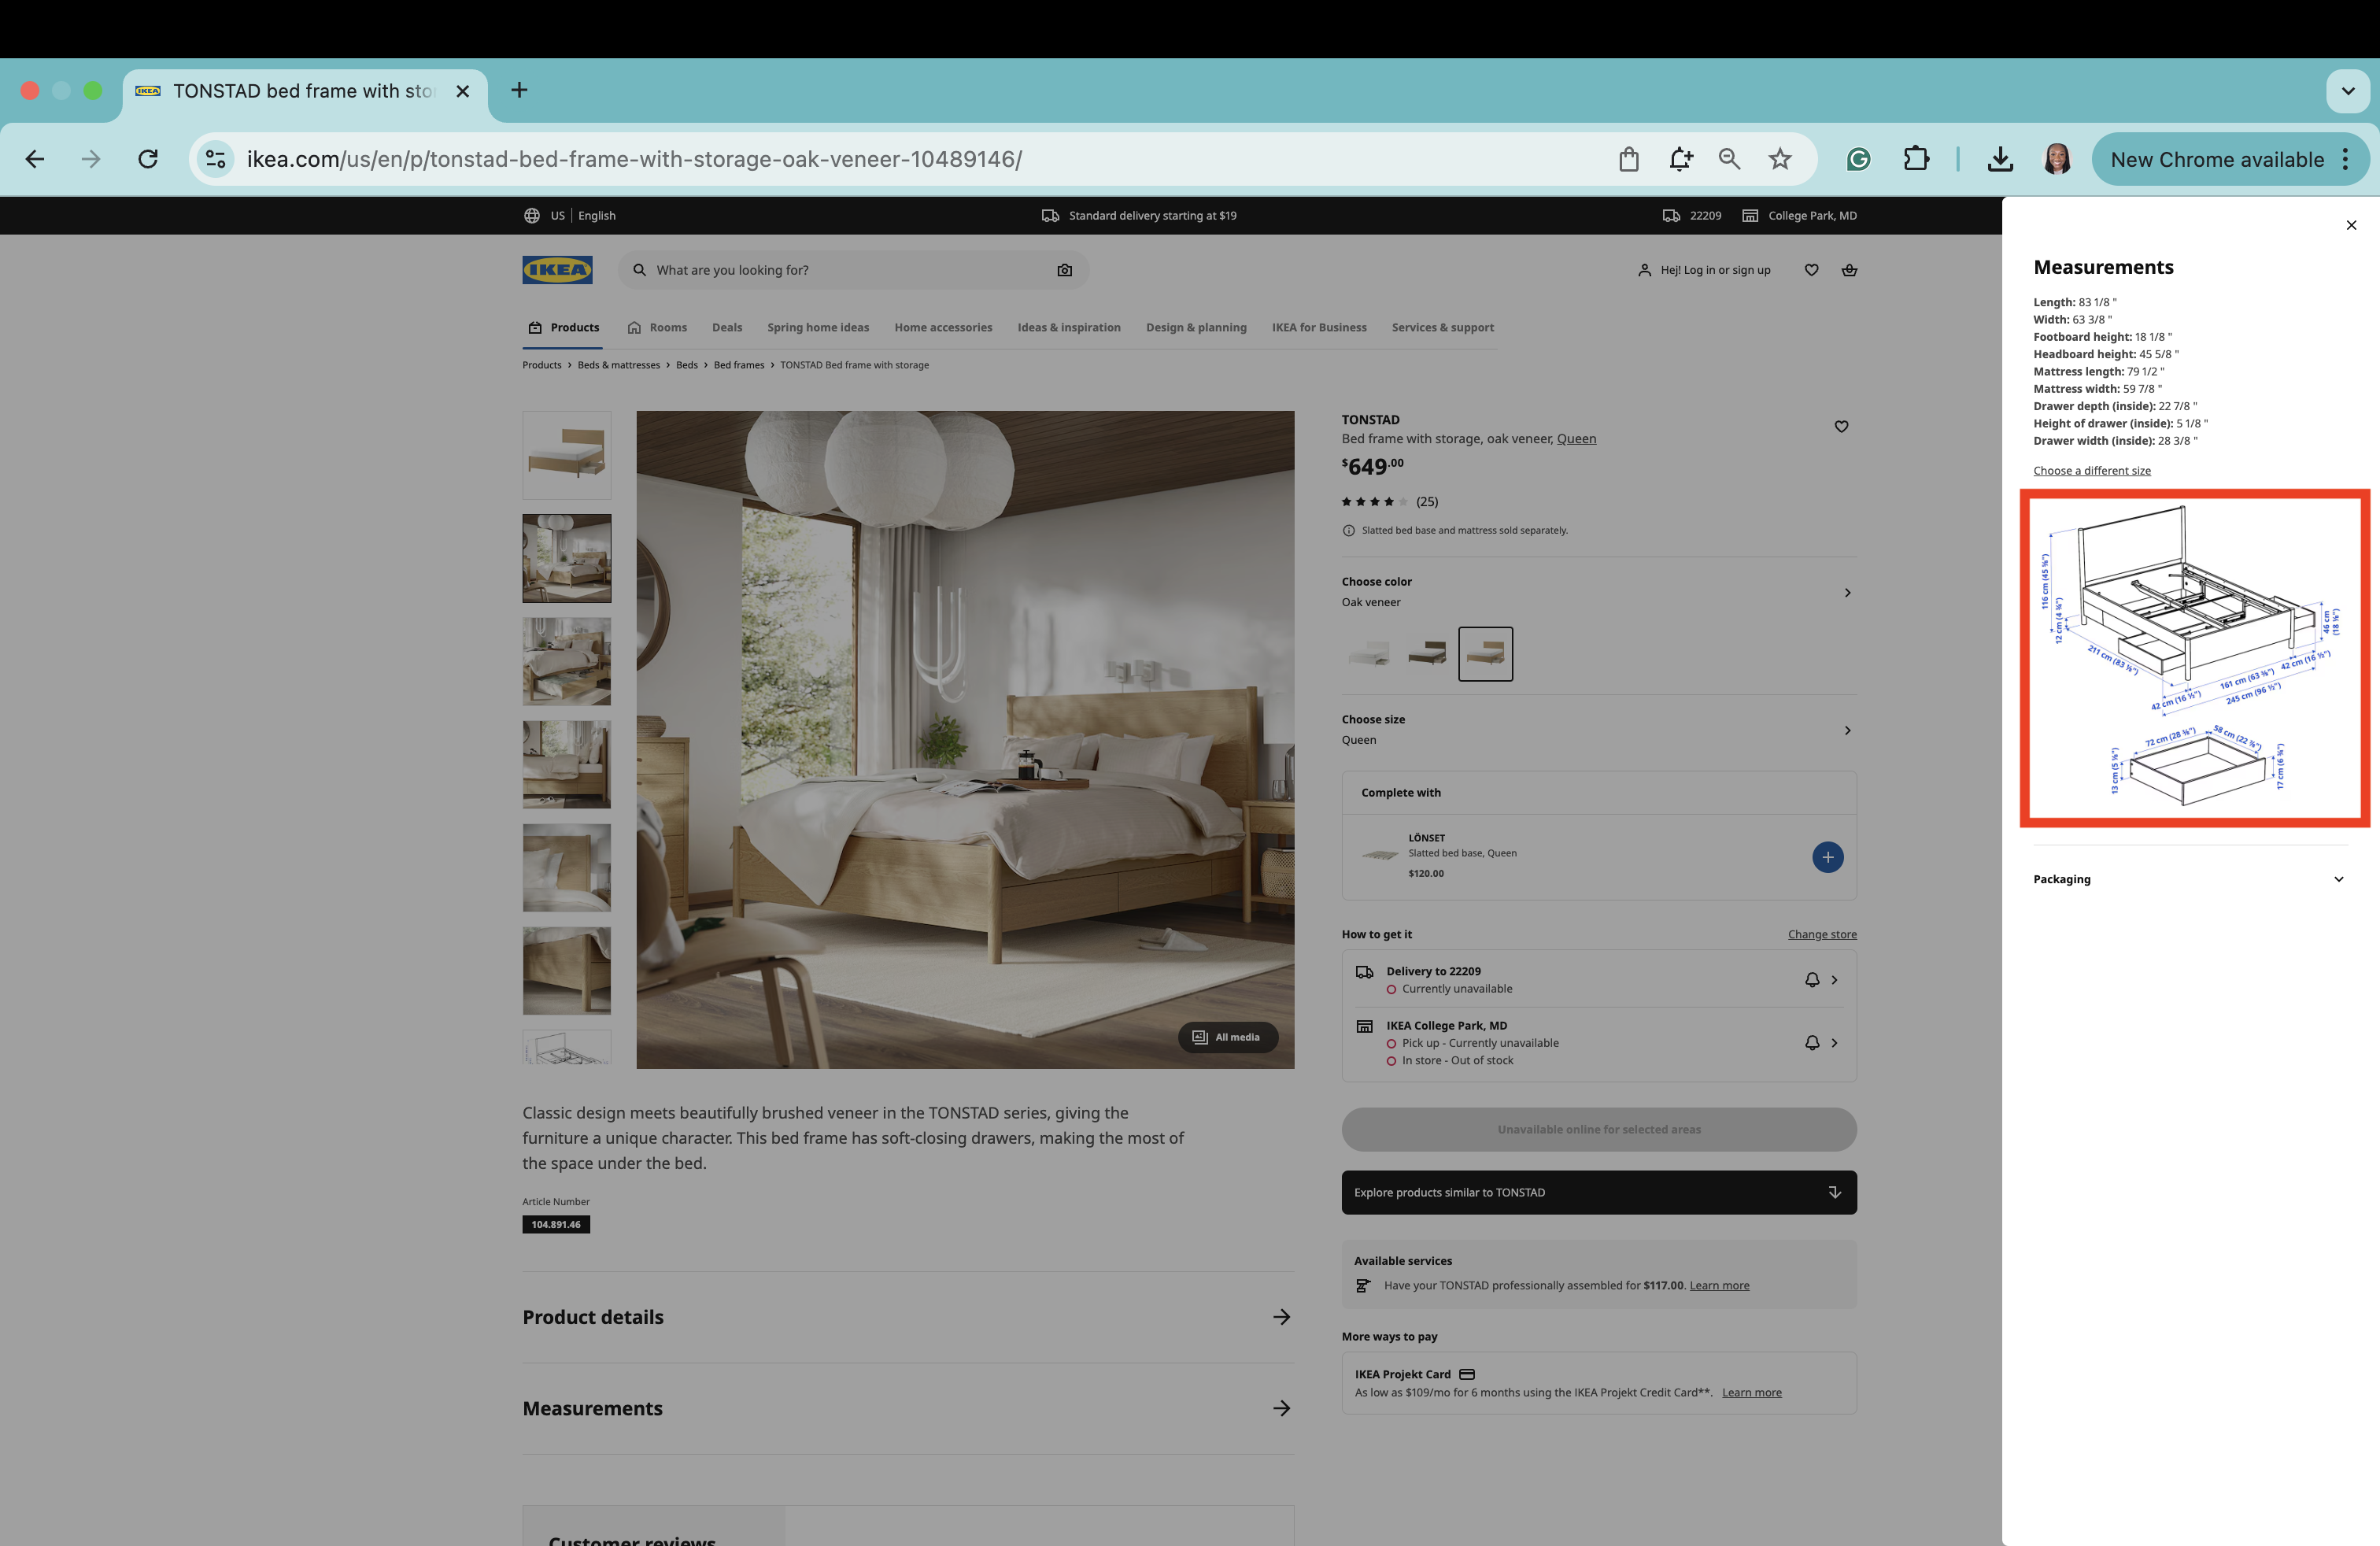 TONSTAD bed frame with sto
ikea.com/us/en/p/tonstad-bed-frame-with-storage-oak-veneer-10489146/
New Chrome available
US | English
Standard delivery starting at $19
22209
College Park, MD
IKEA
What are you looking for?
Hej! Log in or sign up
Products
Rooms
Deals
Spring home ideas
Home accessories
Ideas & inspiration
Design & planning
IKEA for Business
Services & support
Products > Beds & mattresses > Beds > Bed frames > TONSTAD Bed frame with storage
All media
Classic design meets beautifully brushed veneer in the TONSTAD series, giving the
furniture a unique character. This bed frame has soft-closing drawers, making the most of
the space under the bed.
Article Number
104.891.46
Product details
Measurements
Customer reviews
TONSTAD
Bed frame with storage, oak veneer, Queen
$649.00
(25)
Slatted bed base and mattress sold separately.
Choose color
Oak veneer
Choose size
Queen
Complete with
LÖNSET
Slatted bed base, Queen
$120.00
How to get it
Change store
Delivery to 22209
Currently unavailable
IKEA College Park, MD
Pick up - Currently unavailable
In store - Out of stock
Unavailable online for selected areas
Explore products similar to TONSTAD
Available services
Have your TONSTAD professionally assembled for $117.00. Learn more
More ways to pay
IKEA Projekt Card
As low as $109/mo for 6 months using the IKEA Projekt Credit Card**. Learn more
Measurements
Length: 83 1/8 "
Width: 63 3/8 "
Footboard height: 18 1/8 "
Headboard height: 45 5/8 "
Mattress length: 79 1/2 "
Mattress width: 59 7/8 "
Drawer depth (inside): 22 7/8 "
Height of drawer (inside): 5 1/8 "
Drawer width (inside): 28 3/8 "
Choose a different size
116 cm (45 ⅝")
12 cm (4 ¾")
211 cm (83 ⅛")
46 cm
(18 ⅛")
42 cm (16 ½")
161 cm (63 ⅜")
42 cm (16 ½")
245 cm (96 ½")
72 cm (28 ⅜")
58 cm (22 ⅞")
13 cm (5 ⅛")
17 cm (6 ¾")
Packaging